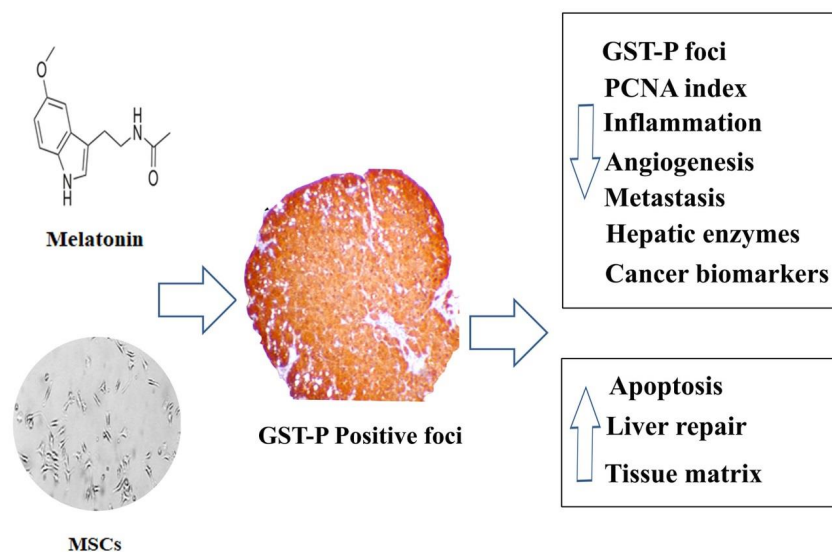 O
N
H
O
N
H
Melatonin
MSCs
GST-P Positive foci
GST-P foci
PCNA index
Inflammation
Angiogenesis
Metastasis
Hepatic enzymes
Cancer biomarkers
Apoptosis
Liver repair
Tissue matrix